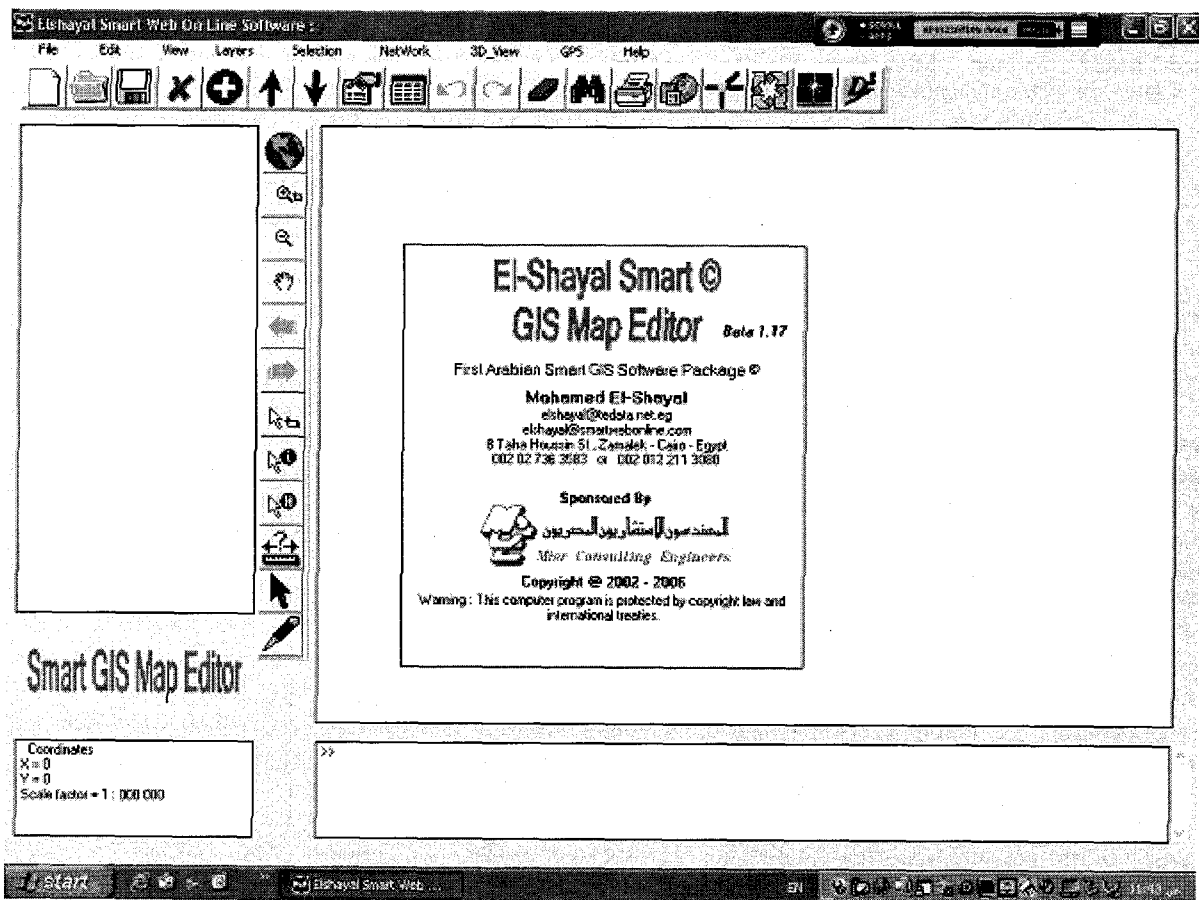 Elshayal Smart Web On Line Software :
File Edit View Layers Selection NetWork 3D_View GPS Help
El-Shayal Smart ©
GIS Map Editor Beta 1.17
First Arabian Smart GIS Software Package ©
Mohamed El-Shayal
elshayal@tedata.net.eg
elshayal@smartwebonline.com
8 Taha Houssin St., Zamalek - Cairo - Egypt
002 02 736 3583 or 002 012 211 3080
Sponsored By
المهندسون الإستشاريون المصريون
Misr Consulting Engineers
Copyright © 2002 - 2006
Warning : This computer program is protected by copyright law and
international treaties.
Smart GIS Map Editor
Coordinates
X = 0
Y = 0
Scale factor = 1 : 000 000
>>
start
Elshayal Smart Web ...
EN